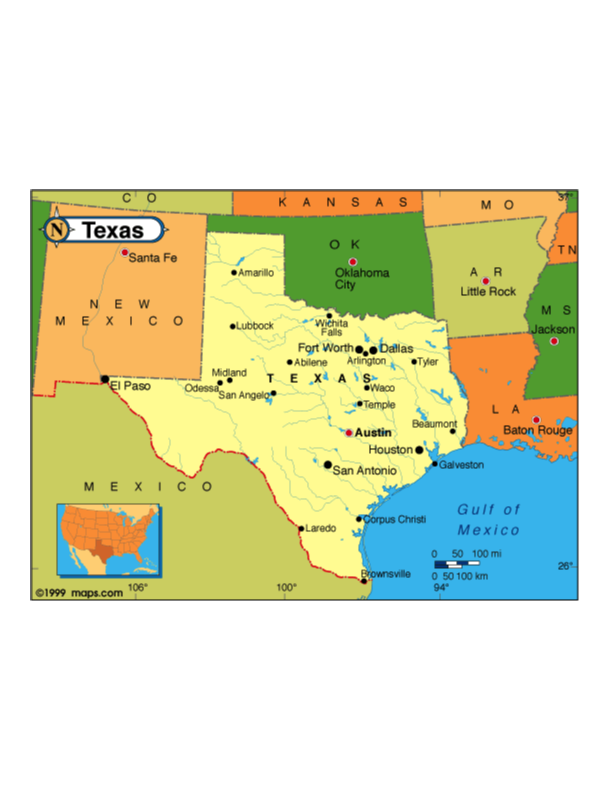 C O
K A N S A S
M O
37°
N
Texas
T N
Santa Fe
O K
Oklahoma
City
A R
Little Rock
Amarillo
N E W
M E X I C O
M S
Jackson
Lubbock
Wichita
Falls
Fort Worth
Dallas
Arlington
Abilene
Tyler
Midland
Odessa
T E X A S
El Paso
San Angelo
Waco
Temple
L A
Baton Rouge
Beaumont
Austin
Houston
Galveston
San Antonio
M E X I C O
Gulf of
Mexico
Corpus Christi
Laredo
0 50 100 mi
0 50 100 km
Brownsville
26°
106°
100°
94°
©1999 maps.com